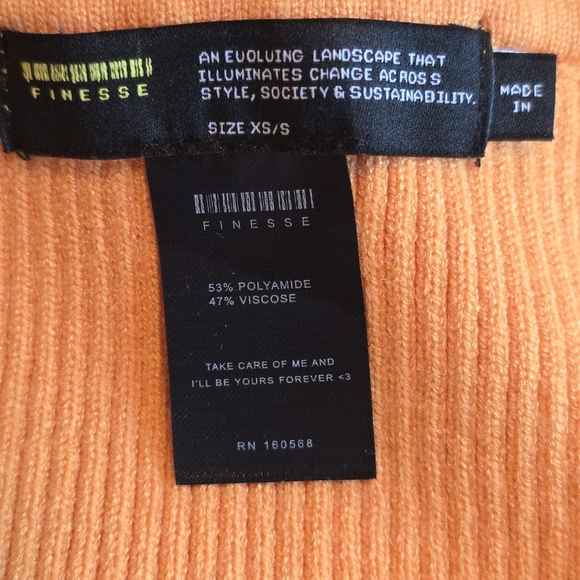 FINESSE
AN EVOLVING LANDSCAPE THAT
ILLUMINATES CHANGE ACROSS
STYLE, SOCIETY & SUSTAINABILITY.
SIZE XS/S
MADE
IN
FINESSE
53% POLYAMIDE
47% VISCOSE
TAKE CARE OF ME AND
I'LL BE YOURS FOREVER <3
RN 160568